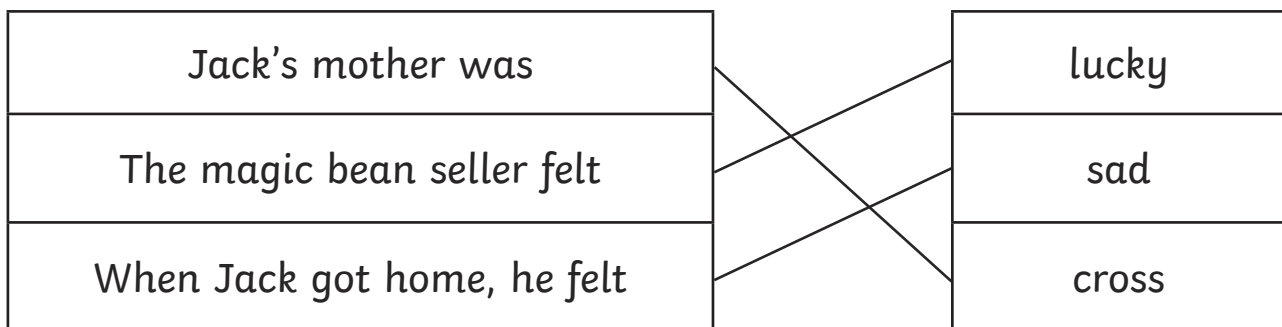 Jack’s mother was
lucky
The magic bean seller felt
sad
When Jack got home, he felt
cross